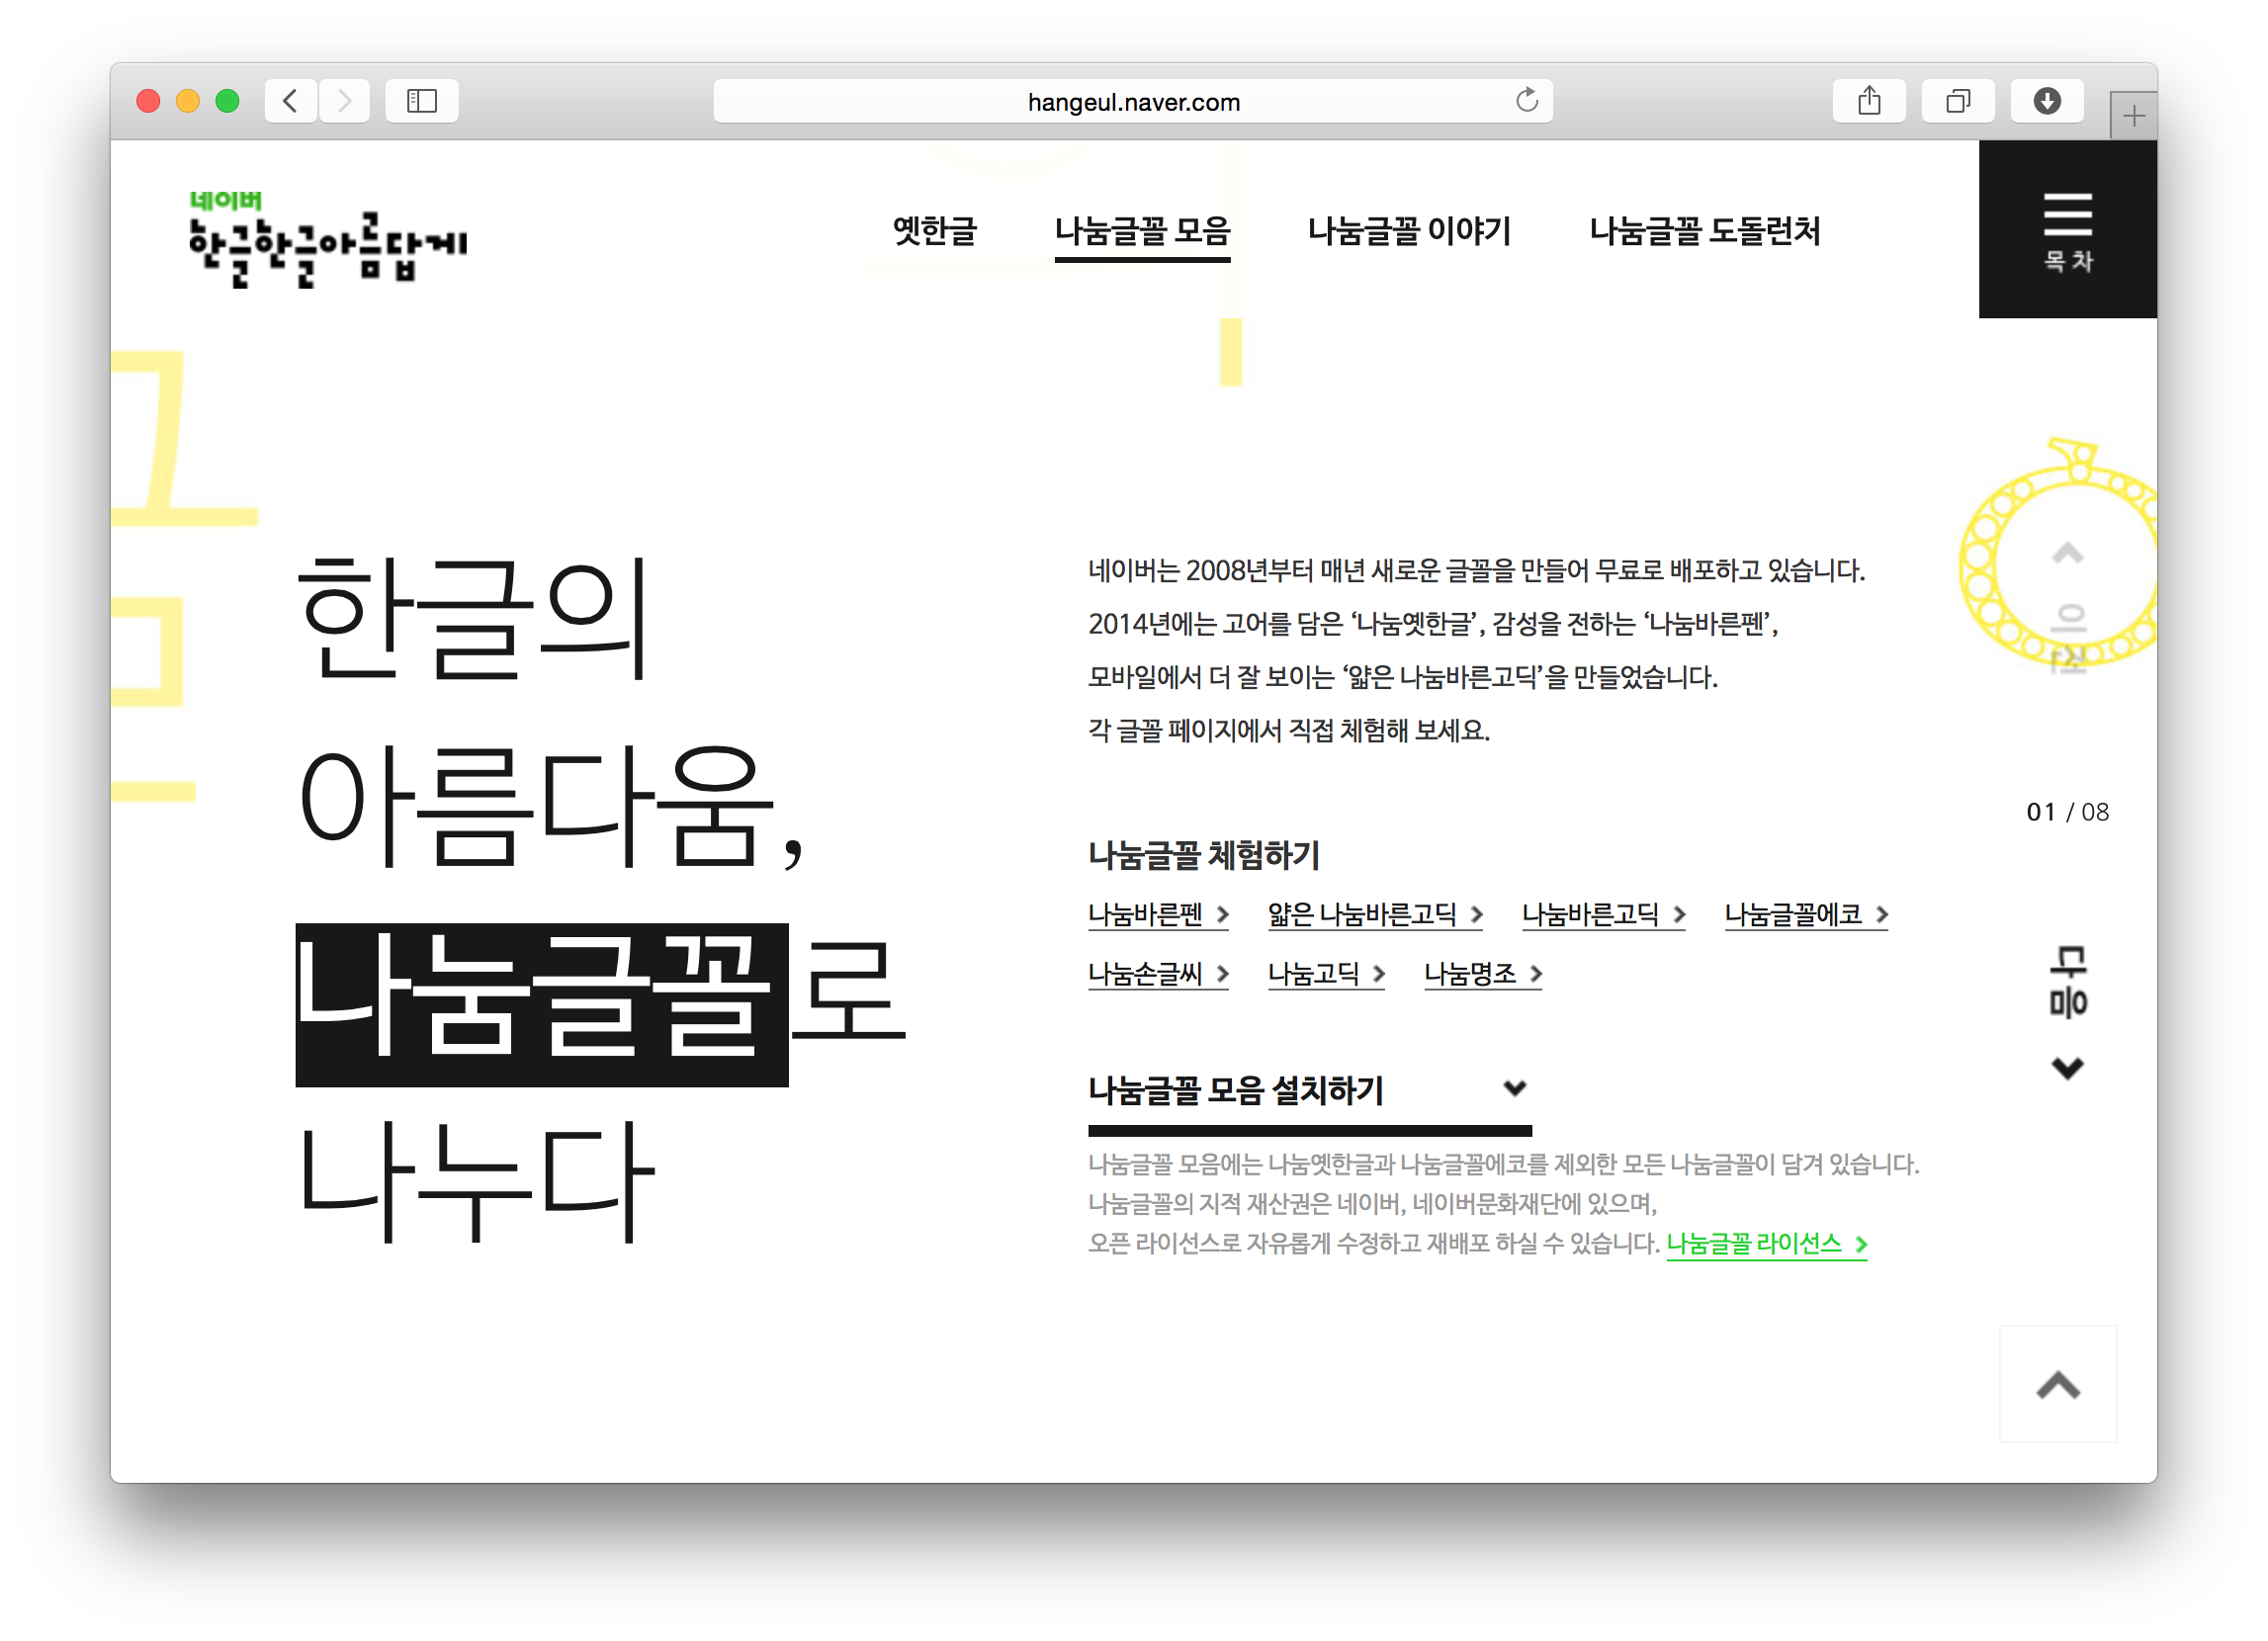 hangeul.naver.com
네이버
한글한글아름답게
옛한글 나눔글꼴 모음 나눔글꼴 이야기 나눔글꼴 도돌런처
목차
한글의
아름다움,
나눔글꼴로
나누다
네이버는 2008년부터 매년 새로운 글꼴을 만들어 무료로 배포하고 있습니다.
2014년에는 고어를 담은 ‘나눔옛한글’, 감성을 전하는 ‘나눔바른펜’,
모바일에서 더 잘 보이는 ‘얇은 나눔바른고딕’을 만들었습니다.
각 글꼴 페이지에서 직접 체험해 보세요.
나눔글꼴 체험하기
나눔바른펜 얇은 나눔바른고딕 나눔바른고딕 나눔글꼴에코
나눔손글씨 나눔고딕 나눔명조
나눔글꼴 모음 설치하기
나눔글꼴 모음에는 나눔옛한글과 나눔글꼴에코를 제외한 모든 나눔글꼴이 담겨 있습니다.
나눔글꼴의 지적 재산권은 네이버, 네이버문화재단에 있으며,
오픈 라이선스로 자유롭게 수정하고 재배포 하실 수 있습니다. 나눔글꼴 라이선스
이전
01 / 08
다음